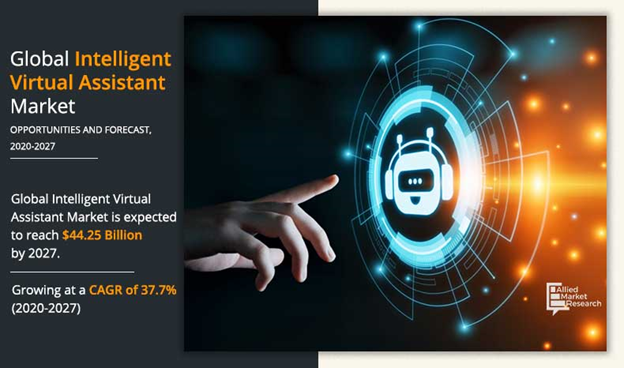 Global Intelligent
Virtual Assistant
Market
OPPORTUNITIES AND FORECAST,
2020-2027
Global Intelligent Virtual
Assistant Market is expected
to reach $44.25 Billion
by 2027.
Growing at a CAGR of 37.7%
(2020-2027)
Allied
Market
Research